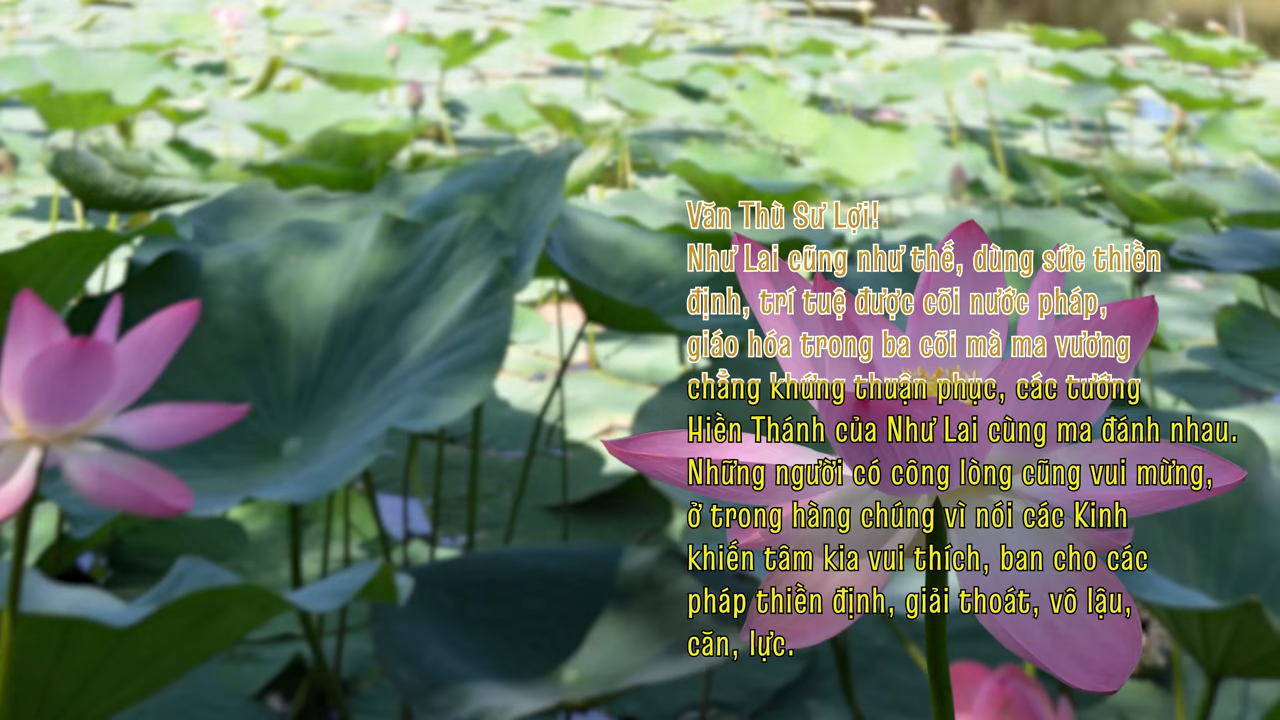 Văn Thù Sư Lợi!
Như Lai cũng như thế, dùng sức thiền
định, trí tuệ được cõi nước pháp,
giáo hóa trong ba cõi mà ma vương
chẳng khứng thuận phục, các tướng
Hiền Thánh của Như Lai cùng ma đánh nhau.
Những người có công lòng cũng vui mừng,
ở trong hàng chúng vì nói các Kinh
khiến tâm kia vui thích, ban cho các
pháp thiền định, giải thoát, vô lậu,
căn, lực.